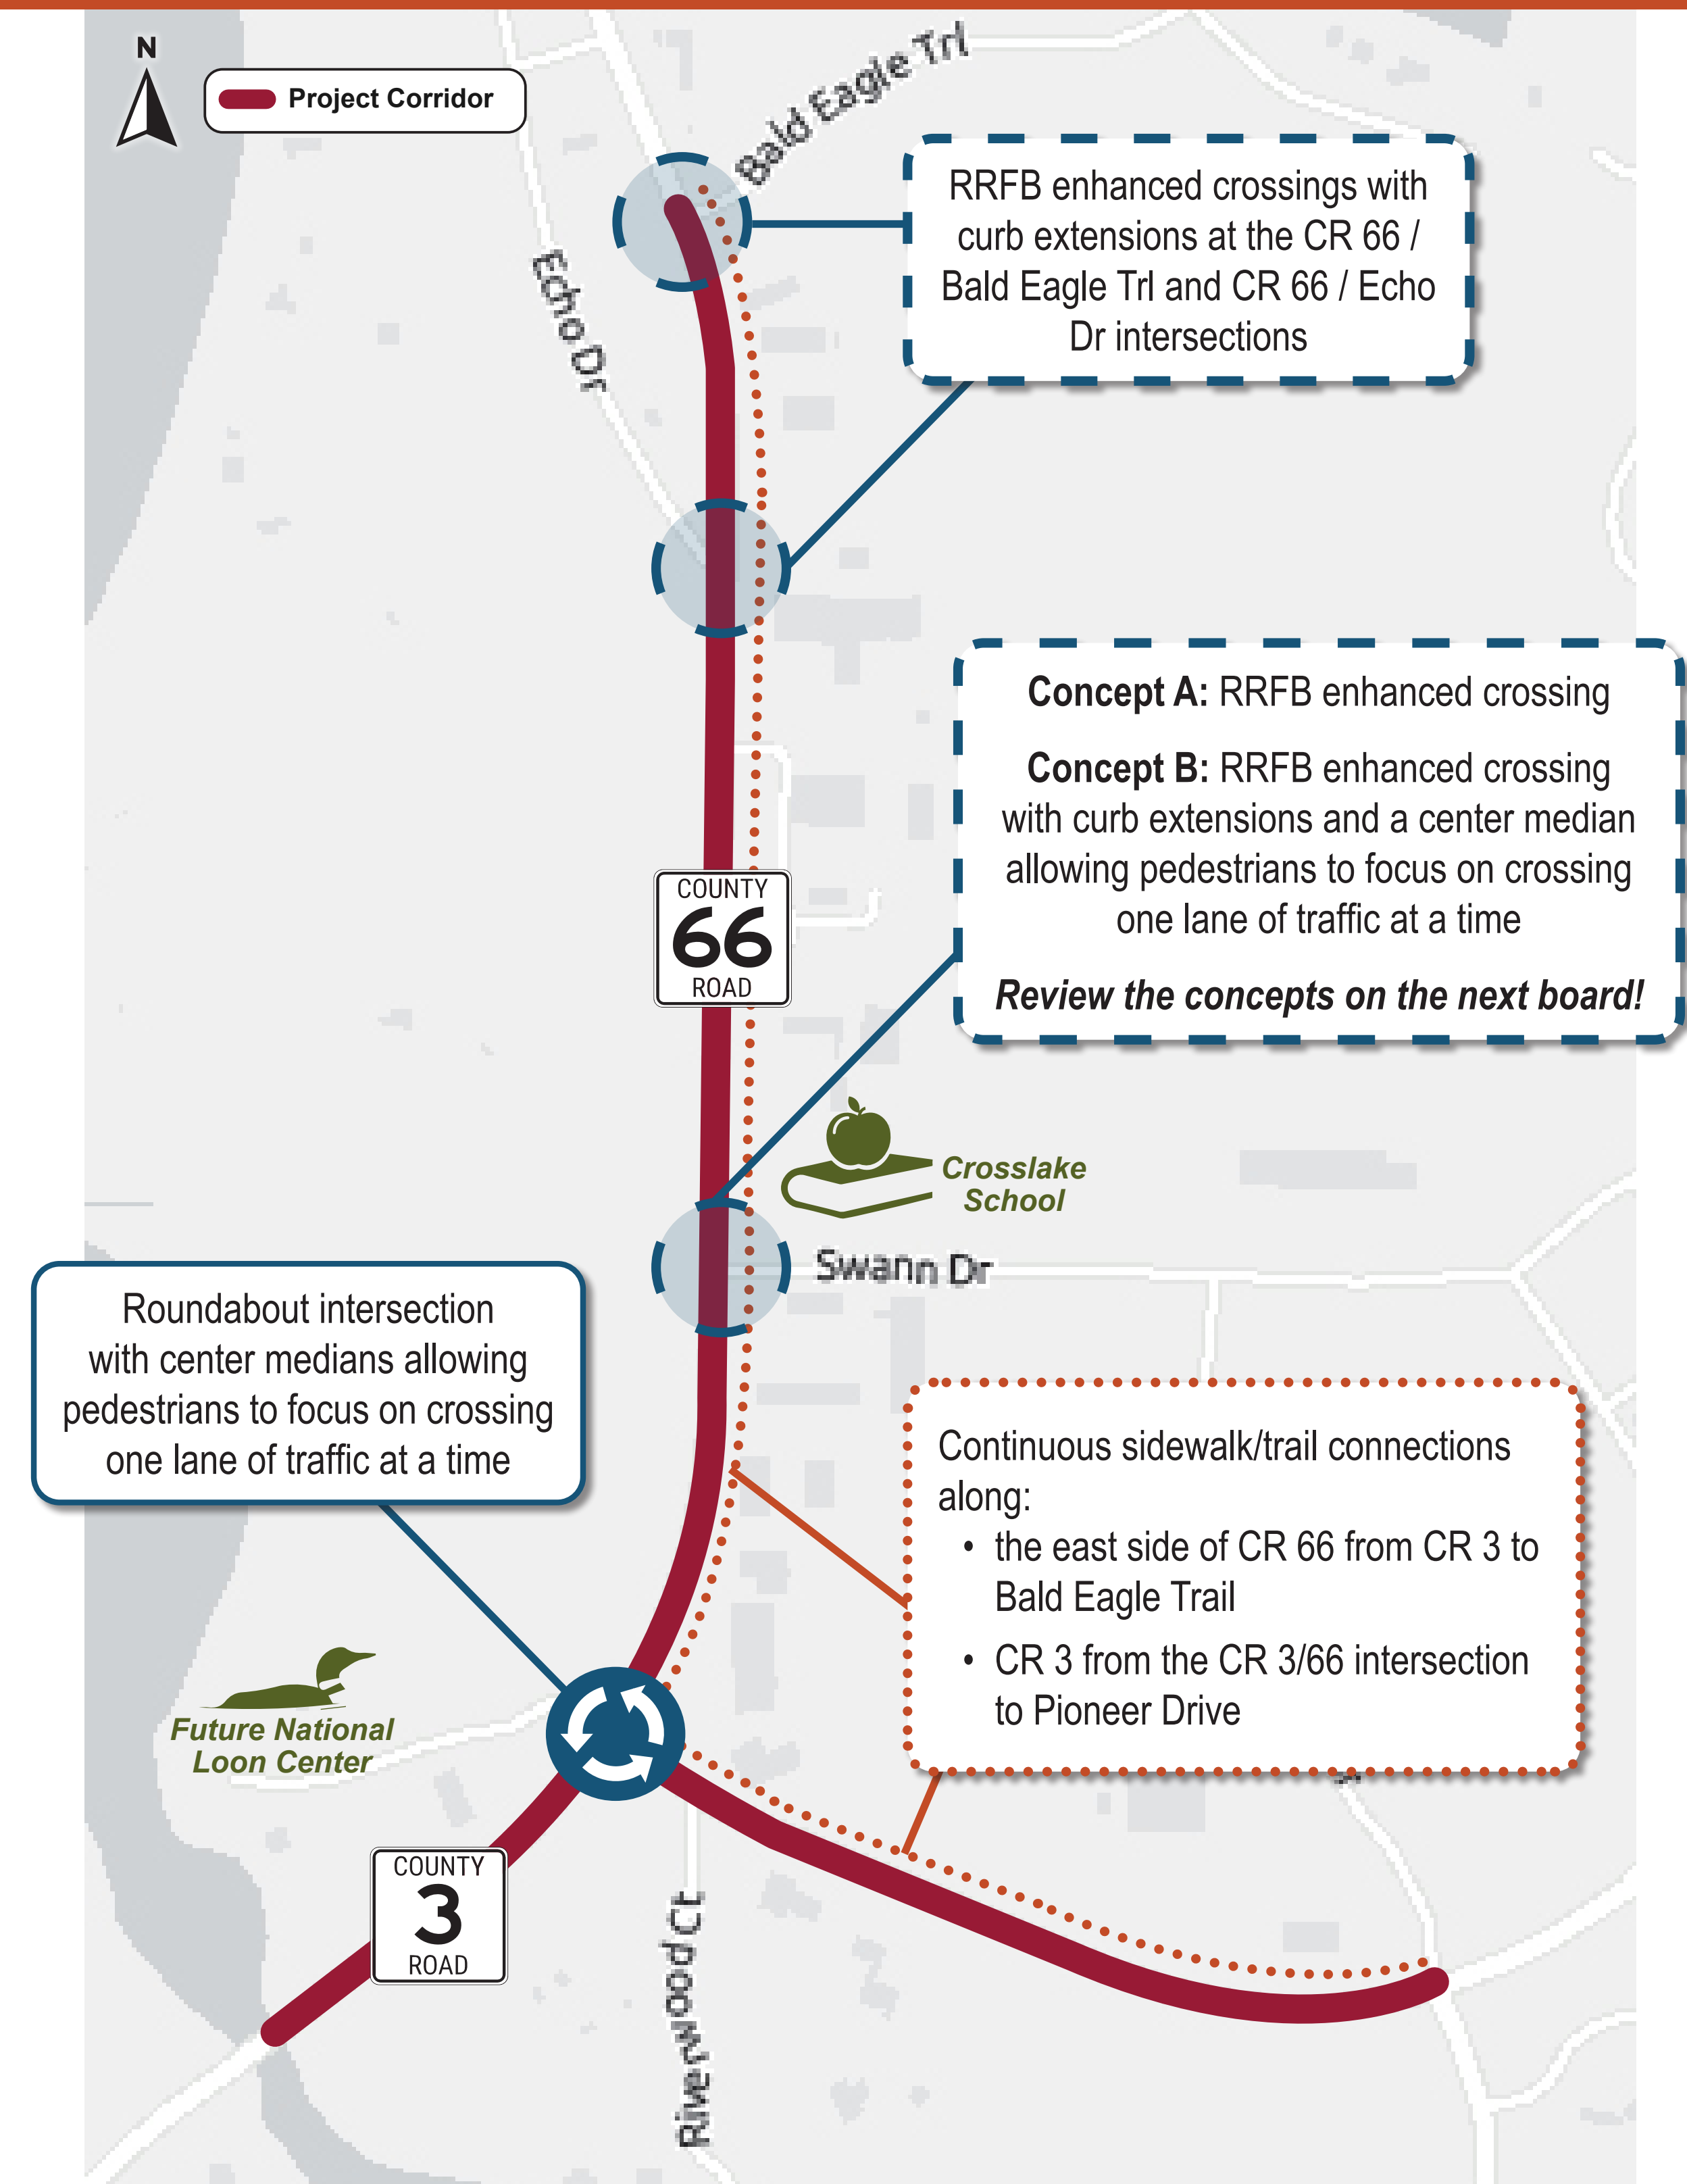 N
Project Corridor
Bald Eagle Trl
RRFB enhanced crossings with
curb extensions at the CR 66 /
Bald Eagle Trl and CR 66 / Echo
Dr intersections
Echo Dr
Concept A: RRFB enhanced crossing
Concept B: RRFB enhanced crossing
with curb extensions and a center median
allowing pedestrians to focus on crossing
one lane of traffic at a time
Review the concepts on the next board!
COUNTY
66
ROAD
Crosslake
School
Swann Dr
Roundabout intersection
with center medians allowing
pedestrians to focus on crossing
one lane of traffic at a time
Continuous sidewalk/trail connections
along:
• the east side of CR 66 from CR 3 to
Bald Eagle Trail
• CR 3 from the CR 3/66 intersection
to Pioneer Drive
Future National
Loon Center
COUNTY
3
ROAD
Riverwood Ct